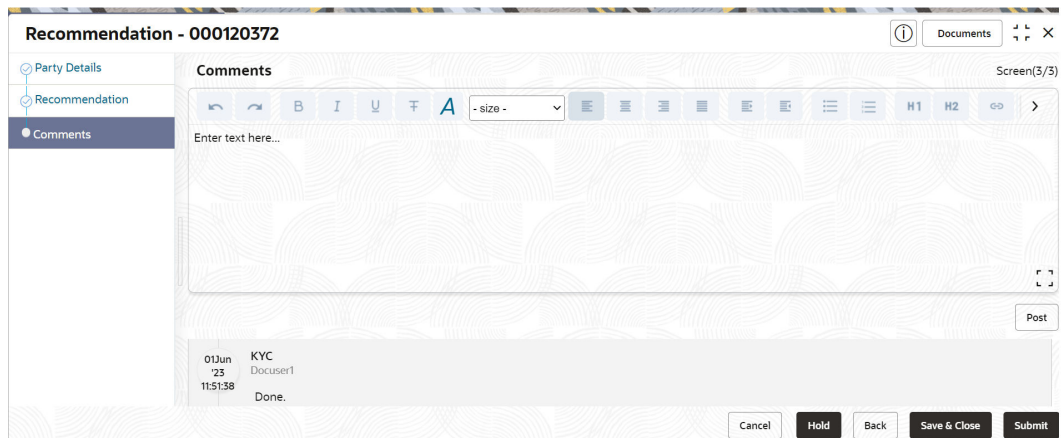 Recommendation - 000120372
Documents
Party Details
Recommendation
Comments
Comments
Screen(3/3)
B I U T A - size - H1 H2
Enter text here...
Post
01Jun
'23
11:51:38
KYC
Docuser1
Done.
Cancel Hold Back Save & Close Submit